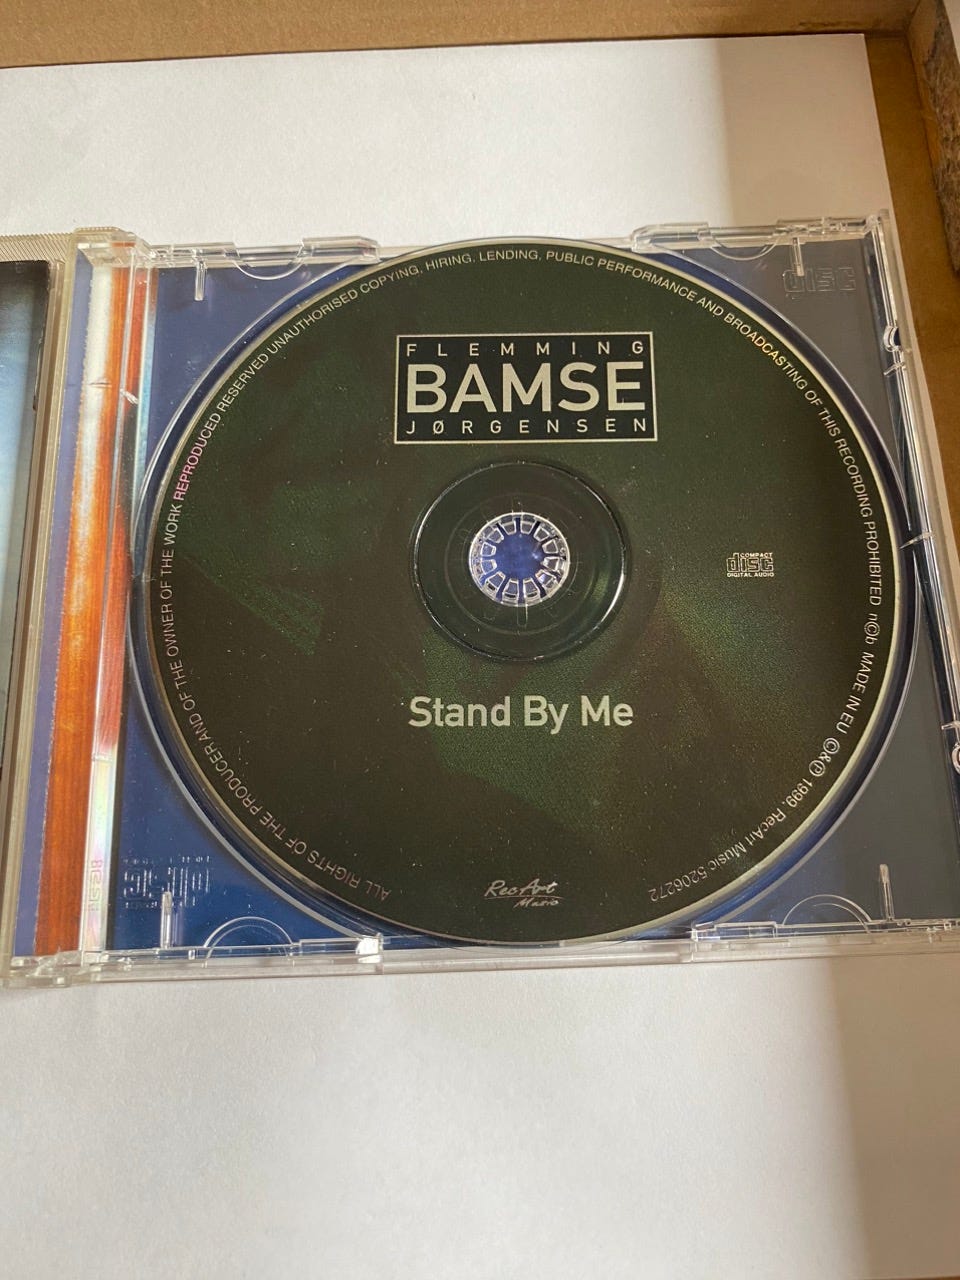 FLEMMING
BAMSE
JØRGENSEN
COMPACT
disc
DIGITAL AUDIO
Stand By Me
RecArt
Music
ALL RIGHTS OF THE PRODUCER AND OF THE OWNER OF THE WORK REPRODUCED RESERVED UNAUTHORISED COPYING, HIRING, LENDING, PUBLIC PERFORMANCE AND BROADCASTING OF THIS RECORDING PROHIBITED n©b MADE IN EU ©&℗ 1999, RecArt Music 5206272
disc